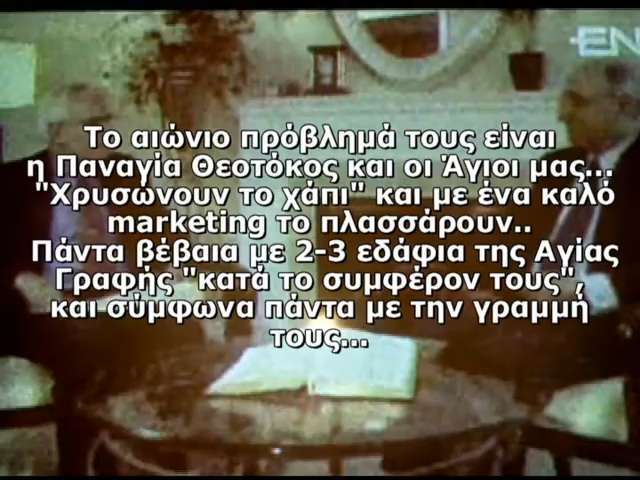 EN
Το αιώνιο πρόβλημά τους είναι
η Παναγία Θεοτόκος και οι Άγιοι μας...
"Χρυσώνουν το χάπι" και με ένα καλό
marketing το πλασσάρουν..
Πάντα βέβαια με 2-3 εδάφια της Αγίας
Γραφής "κατά το συμφέρον τους",
και σύμφωνα πάντα με την γραμμή
τους...